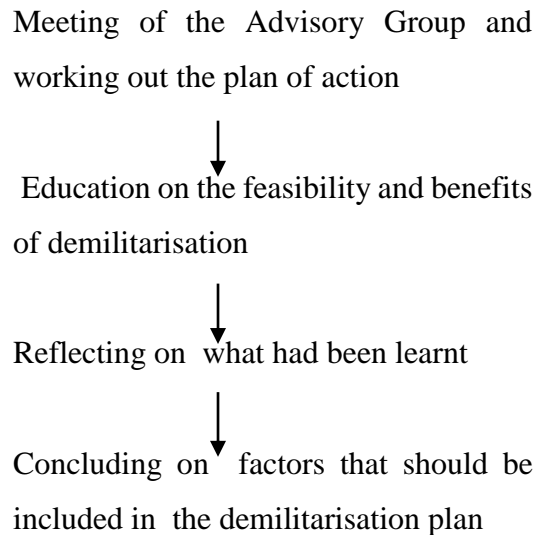 Meeting of the Advisory Group and
working out the plan of action
Education on the feasibility and benefits
of demilitarisation
Reflecting on what had been learnt
Concluding on factors that should be
included in the demilitarisation plan